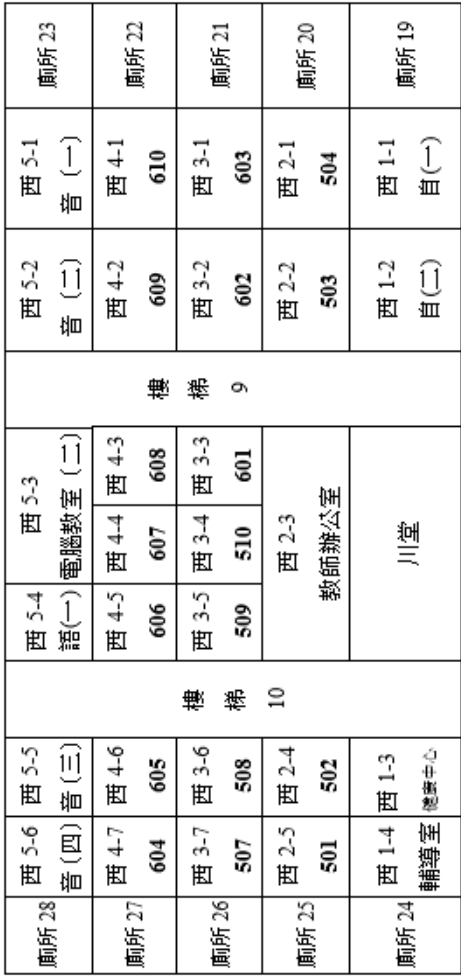 廁所 28
西 5-6
音 (四)
西 5-5
音 (三)
樓
梯
10
西 5-4
語(一)
西 5-3
電腦教室 (二)
樓
梯
9
西 5-2
音 (二)
西 5-1
音 (一)
廁所 23
廁所 27
西 4-7
604
西 4-6
605
西 4-5
606
西 4-4
607
西 4-3
608
西 4-2
609
西 4-1
610
廁所 22
廁所 26
西 3-7
507
西 3-6
508
西 3-5
509
西 3-4
510
西 3-3
601
西 3-2
602
西 3-1
603
廁所 21
廁所 25
西 2-5
501
西 2-4
502
西 2-3
教師辦公室
西 2-2
503
西 2-1
504
廁所 20
廁所 24
西 1-4
輔導室
西 1-3
健康中心
川堂
西 1-2
自(二)
西 1-1
自(一)
廁所 19